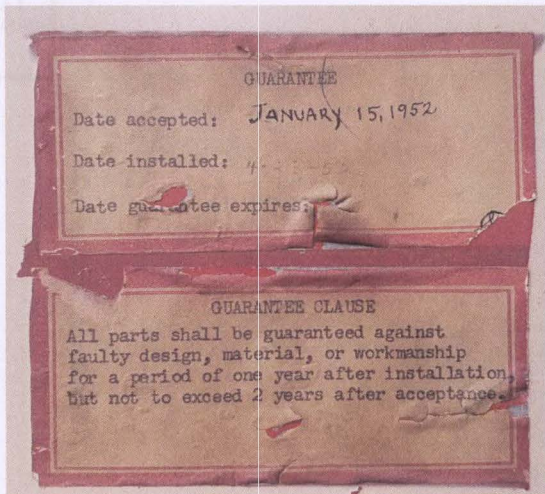 GUARANTEE
Date accepted: JANUARY 15, 1952
Date installed:
Date guarantee expires:
GUARANTEE CLAUSE
All parts shall be guaranteed against
faulty design, material, or workmanship
for a period of one year after installation,
but not to exceed 2 years after acceptance.